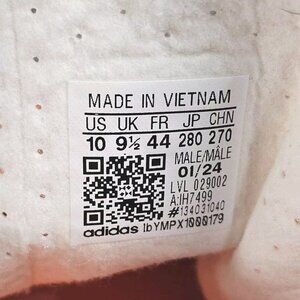 MADE IN VIETNAM
US UK FR JP CHN
10 9½ 44 280 270
MALE/MÂLE
01/24
LVL 029002
A:IH7499
#134031040
adidas IbYMPX1000179